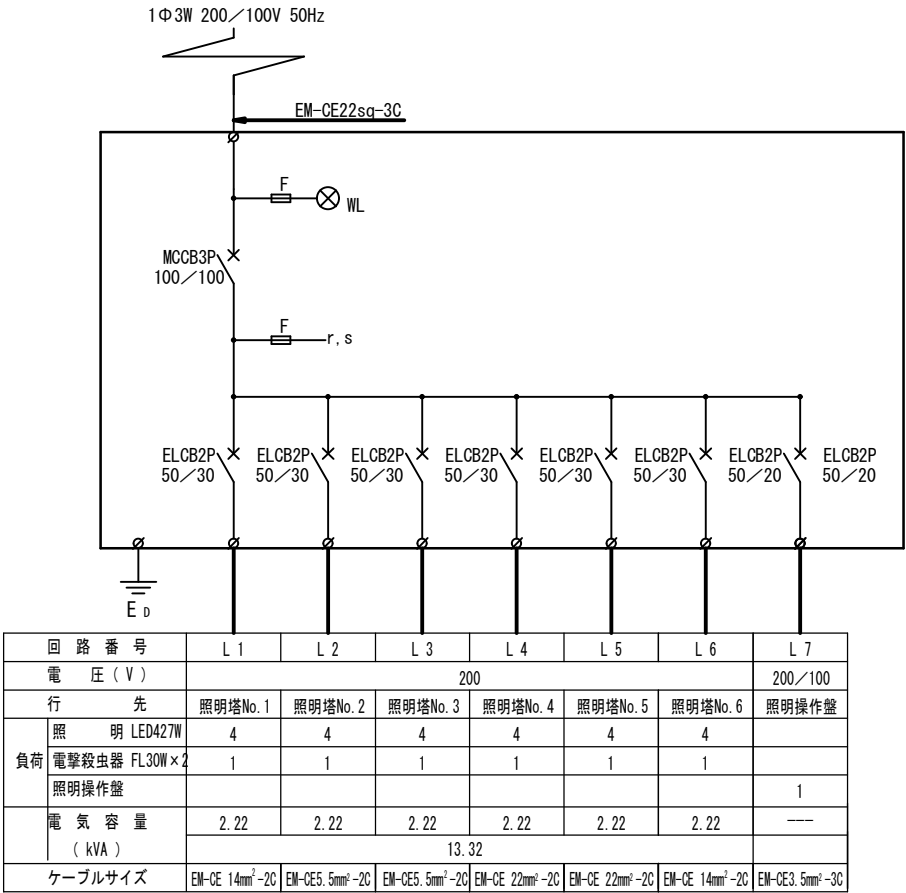 1Φ3W 200／100V 50Hz
EM-CE22sq-3C
F
WL
MCCB3P
100／100
F
r,s
ELCB2P ELCB2P ELCB2P ELCB2P ELCB2P ELCB2P ELCB2P ELCB2P
50／30 50／30 50／30 50／30 50／30 50／30 50／20 50／20
E D
回路番号 L 1 L 2 L 3 L 4 L 5 L 6 L 7
電 圧(V) 200 200／100
行 先 照明塔No.1 照明塔No.2 照明塔No.3 照明塔No.4 照明塔No.5 照明塔No.6 照明操作盤
負荷
照 明 LED427W 4 4 4 4 4 4
電撃殺虫器 FL30W×2 1 1 1 1 1 1
照明操作盤 1
電気容量 2.22 2.22 2.22 2.22 2.22 2.22 ---
(kVA) 13.32
ケーブルサイズ EM-CE 14mm²-2C EM-CE5.5mm²-2C EM-CE5.5mm²-2C EM-CE 22mm²-2C EM-CE 22mm²-2C EM-CE 14mm²-2C EM-CE3.5mm²-3C